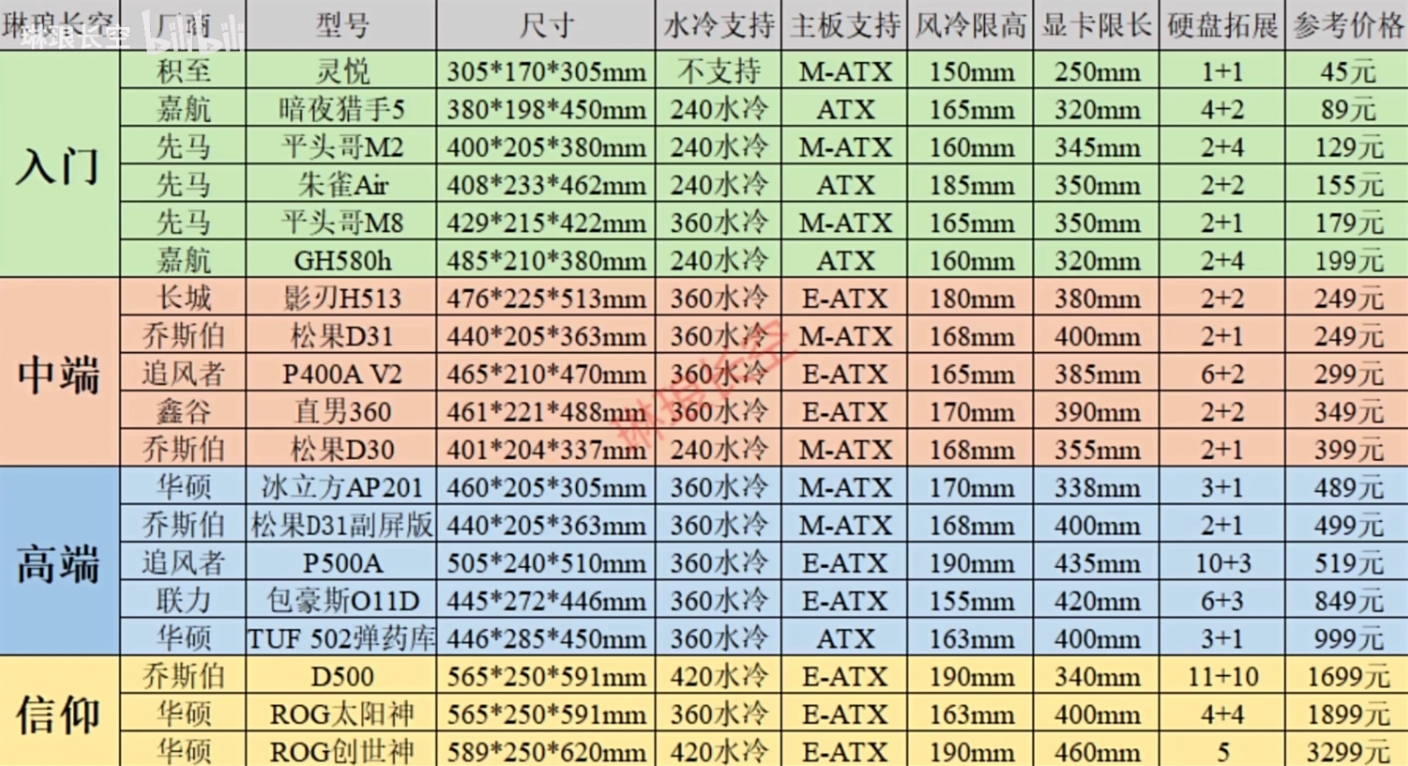 琳琅长空 厂商 型号 尺寸 水冷支持 主板支持 风冷限高 显卡限长 硬盘拓展 参考价格
琳琅长空 bilibili
入门
积至 灵悦 305*170*305mm 不支持 M-ATX 150mm 250mm 1+1 45元
嘉航 暗夜猎手5 380*198*450mm 240水冷 ATX 165mm 320mm 4+2 89元
先马 平头哥M2 400*205*380mm 240水冷 M-ATX 160mm 345mm 2+4 129元
先马 朱雀Air 408*233*462mm 240水冷 ATX 185mm 350mm 2+2 155元
先马 平头哥M8 429*215*422mm 360水冷 M-ATX 165mm 350mm 2+1 179元
嘉航 GH580h 485*210*380mm 240水冷 ATX 160mm 320mm 2+4 199元
中端
长城 影刃H513 476*225*513mm 360水冷 E-ATX 180mm 380mm 2+2 249元
乔斯伯 松果D31 440*205*363mm 360水冷 M-ATX 168mm 400mm 2+1 249元
追风者 P400A V2 465*210*470mm 360水冷 E-ATX 165mm 385mm 6+2 299元
鑫谷 直男360 461*221*488mm 360水冷 E-ATX 170mm 390mm 2+2 349元
乔斯伯 松果D30 401*204*337mm 240水冷 M-ATX 168mm 355mm 2+1 399元
琳琅长空
高端
华硕 冰立方AP201 460*205*305mm 360水冷 M-ATX 170mm 338mm 3+1 489元
乔斯伯 松果D31副屏版 440*205*363mm 360水冷 M-ATX 168mm 400mm 2+1 499元
追风者 P500A 505*240*510mm 360水冷 E-ATX 190mm 435mm 10+3 519元
联力 包豪斯O11D 445*272*446mm 360水冷 E-ATX 155mm 420mm 6+3 849元
华硕 TUF 502弹药库 446*285*450mm 360水冷 ATX 163mm 400mm 3+1 999元
信仰
乔斯伯 D500 565*250*591mm 420水冷 E-ATX 190mm 340mm 11+10 1699元
华硕 ROG太阳神 565*250*591mm 360水冷 E-ATX 163mm 400mm 4+4 1899元
华硕 ROG创世神 589*250*620mm 420水冷 E-ATX 190mm 460mm 5 3299元